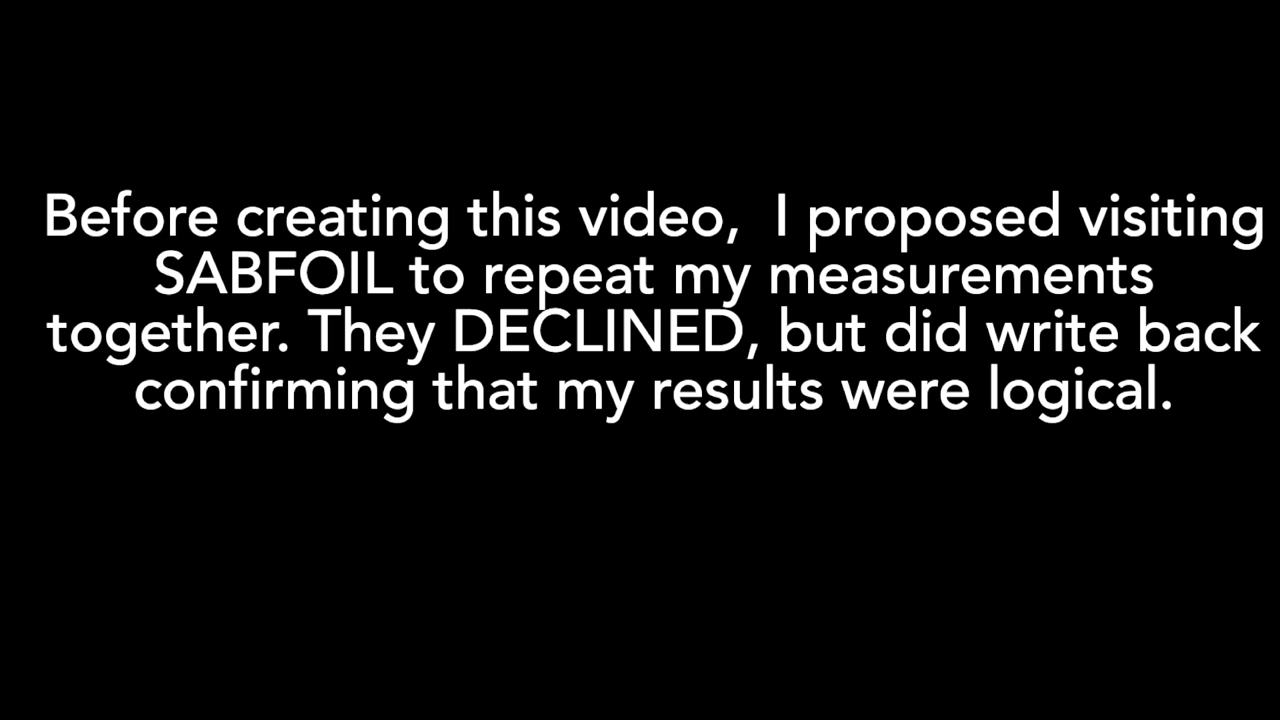 Before creating this video,  I proposed visiting
SABFOIL to repeat my measurements
together. They DECLINED, but did write back
confirming that my results were logical.